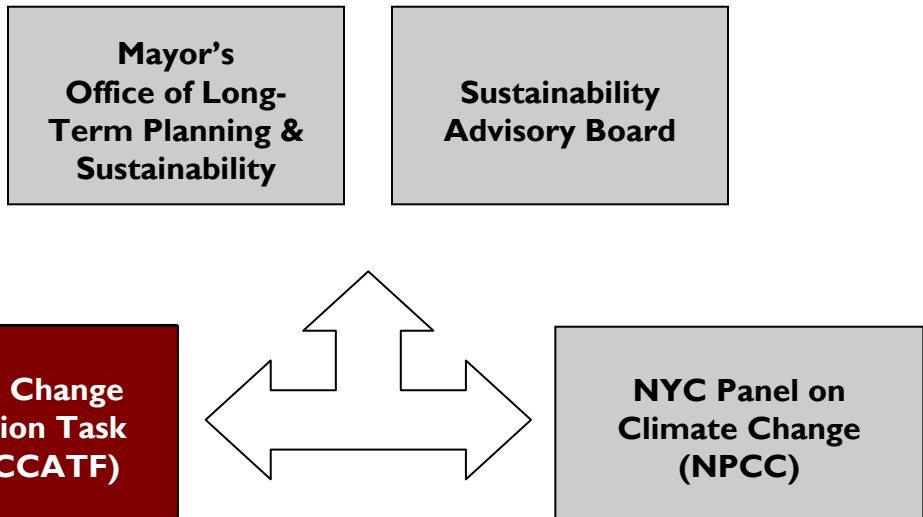 Mayor’s
Office of Long-
Term Planning &
Sustainability
Sustainability
Advisory Board
Change
ion Task
CCATF)
NYC Panel on
Climate Change
(NPCC)